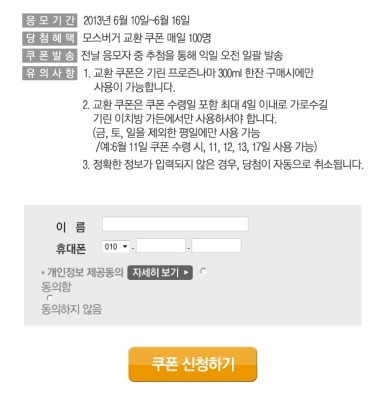 응모기간 2013년 6월 10일~6월 16일
당첨혜택 모스버거 교환 쿠폰 매일 100명
쿠폰발송 전날 응모자 중 추첨을 통해 익일 오전 일괄 발송
유의사항 1. 교환 쿠폰은 기린 프로즌나마 300ml 한잔 구매시에만
사용이 가능합니다.
2. 교환 쿠폰은 쿠폰 수령일 포함 최대 4일 이내로 가로수길
기린 이치방 가든에서만 사용하셔야 합니다.
(금, 토, 일을 제외한 평일에만 사용 가능
/예:6월 11일 쿠폰 수령 시, 11, 12, 13, 17일 사용 가능)
3. 정확한 정보가 입력되지 않은 경우, 당첨이 자동으로 취소됩니다.
이 름
휴대폰 010 - -
* 개인정보 제공동의 자세히 보기 ▶
동의함
동의하지 않음
쿠폰 신청하기